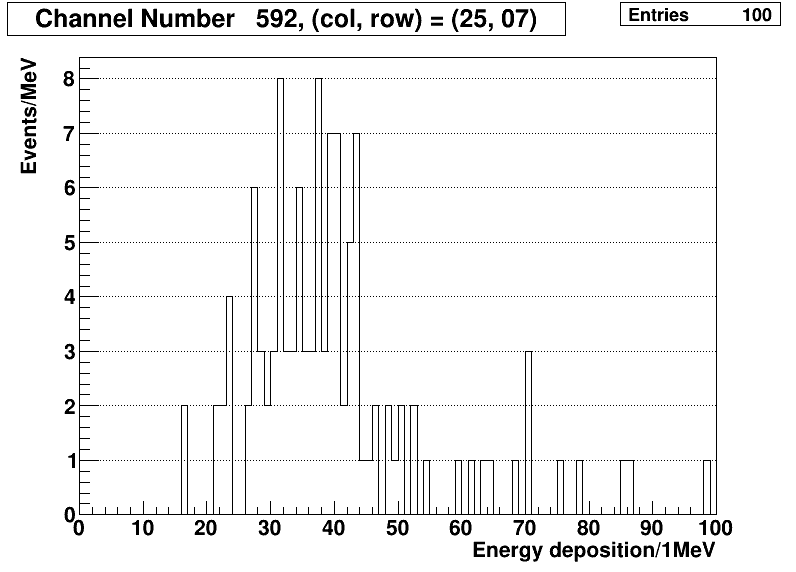 Channel Number 592, (col, row) = (25, 07)
Entries 100
Events/MeV
8
7
6
5
4
3
2
1
0
0 10 20 30 40 50 60 70 80 90 100
Energy deposition/1MeV